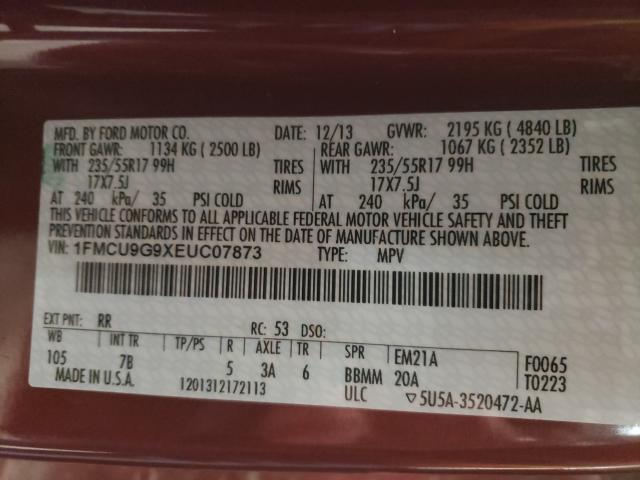 MFD. BY FORD MOTOR CO. DATE: 12/13 GVWR: 2195 KG ( 4840 LB)
FRONT GAWR: 1134 KG ( 2500 LB) REAR GAWR: 1067 KG ( 2352 LB)
WITH 235/55R17 99H TIRES WITH 235/55R17 99H TIRES
17X7.5J RIMS 17X7.5J RIMS
AT 240 kPa/ 35 PSI COLD AT 240 kPa/ 35 PSI COLD
THIS VEHICLE CONFORMS TO ALL APPLICABLE FEDERAL MOTOR VEHICLE SAFETY AND THEFT
PREVENTION STANDARDS IN EFFECT ON THE DATE OF MANUFACTURE SHOWN ABOVE.
VIN: 1FMCU9G9XEUC07873 TYPE: MPV
EXT PNT: RR RC: 53 DSO:
WB INT TR TP/PS R AXLE TR SPR EM21A F0065
105 7B 5 3A 6 BBMM 20A T0223
MADE IN U.S.A. 1201312172113 ULC ▽5U5A-3520472-AA